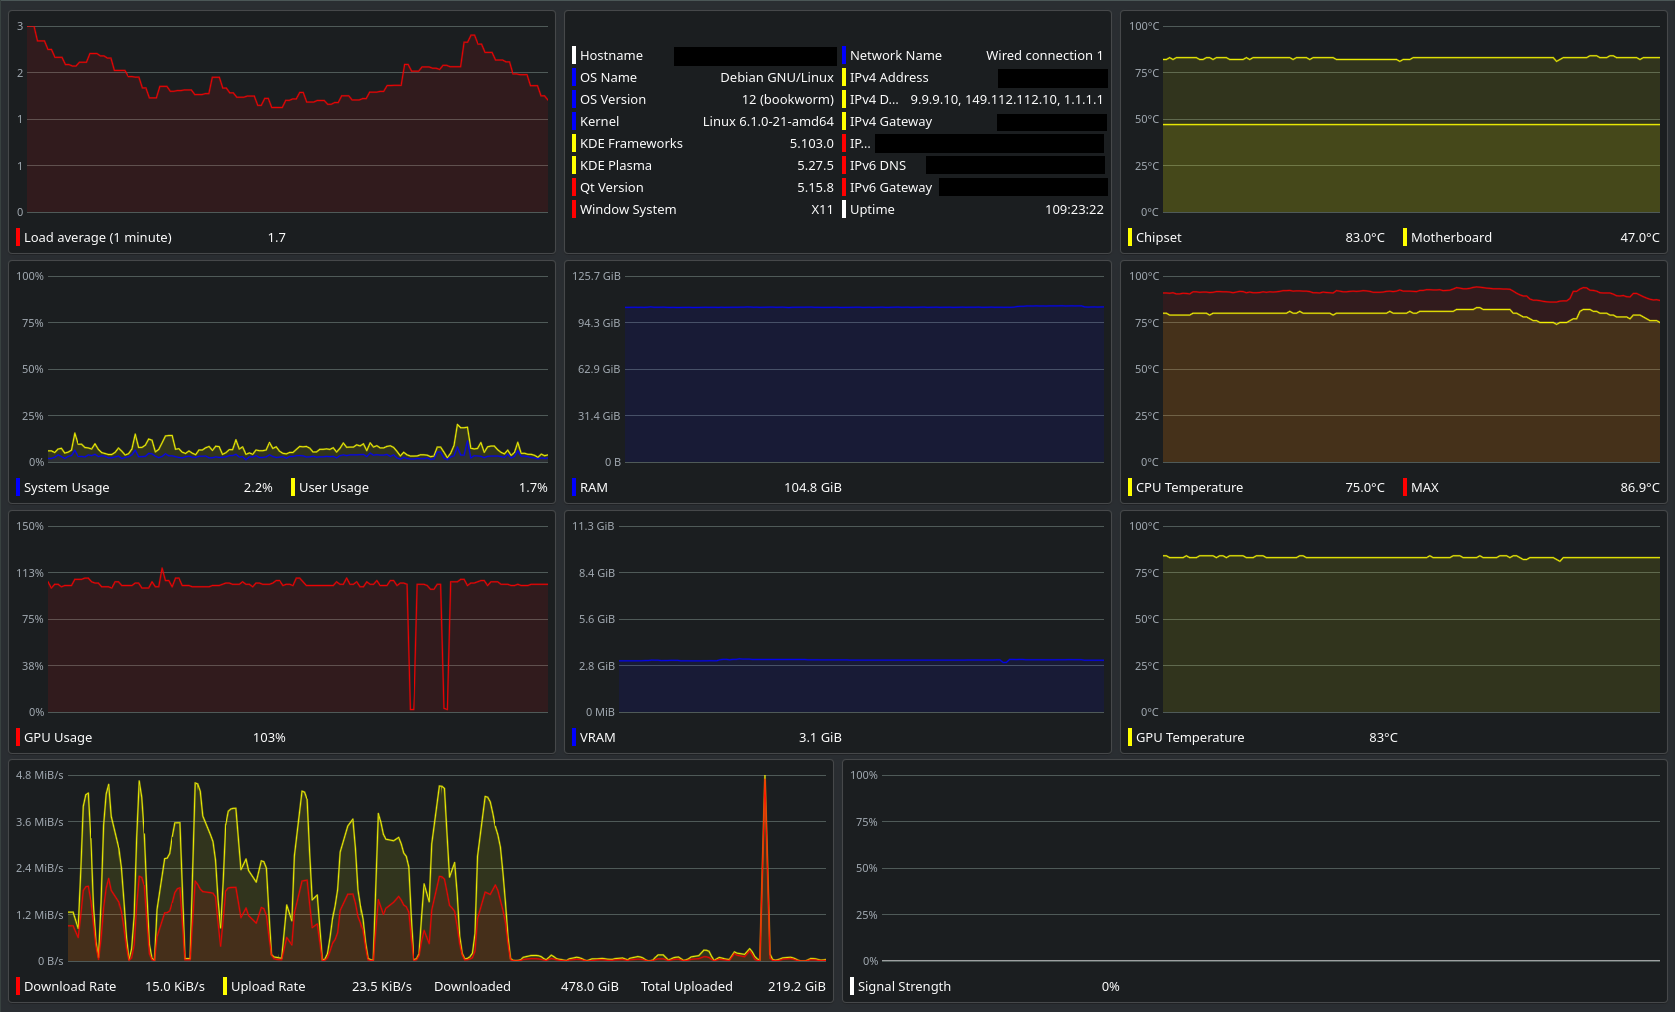 3
2
1
1
0
Load average (1 minute) 1.7
Hostname
OS Name Debian GNU/Linux
OS Version 12 (bookworm)
Kernel Linux 6.1.0-21-amd64
KDE Frameworks 5.103.0
KDE Plasma 5.27.5
Qt Version 5.15.8
Window System X11
Network Name Wired connection 1
IPv4 Address
IPv4 D... 9.9.9.10, 149.112.112.10, 1.1.1.1
IPv4 Gateway
IP...
IPv6 DNS
IPv6 Gateway
Uptime 109:23:22
100°C
75°C
50°C
25°C
0°C
Chipset 83.0°C Motherboard 47.0°C
100%
75%
50%
25%
0%
System Usage 2.2% User Usage 1.7%
125.7 GiB
94.3 GiB
62.9 GiB
31.4 GiB
0 B
RAM 104.8 GiB
100°C
75°C
50°C
25°C
0°C
CPU Temperature 75.0°C MAX 86.9°C
150%
113%
75%
38%
0%
GPU Usage 103%
11.3 GiB
8.4 GiB
5.6 GiB
2.8 GiB
0 MiB
VRAM 3.1 GiB
100°C
75°C
50°C
25°C
0°C
GPU Temperature 83°C
4.8 MiB/s
3.6 MiB/s
2.4 MiB/s
1.2 MiB/s
0 B/s
Download Rate 15.0 KiB/s Upload Rate 23.5 KiB/s Downloaded 478.0 GiB Total Uploaded 219.2 GiB
100%
75%
50%
25%
0%
Signal Strength 0%